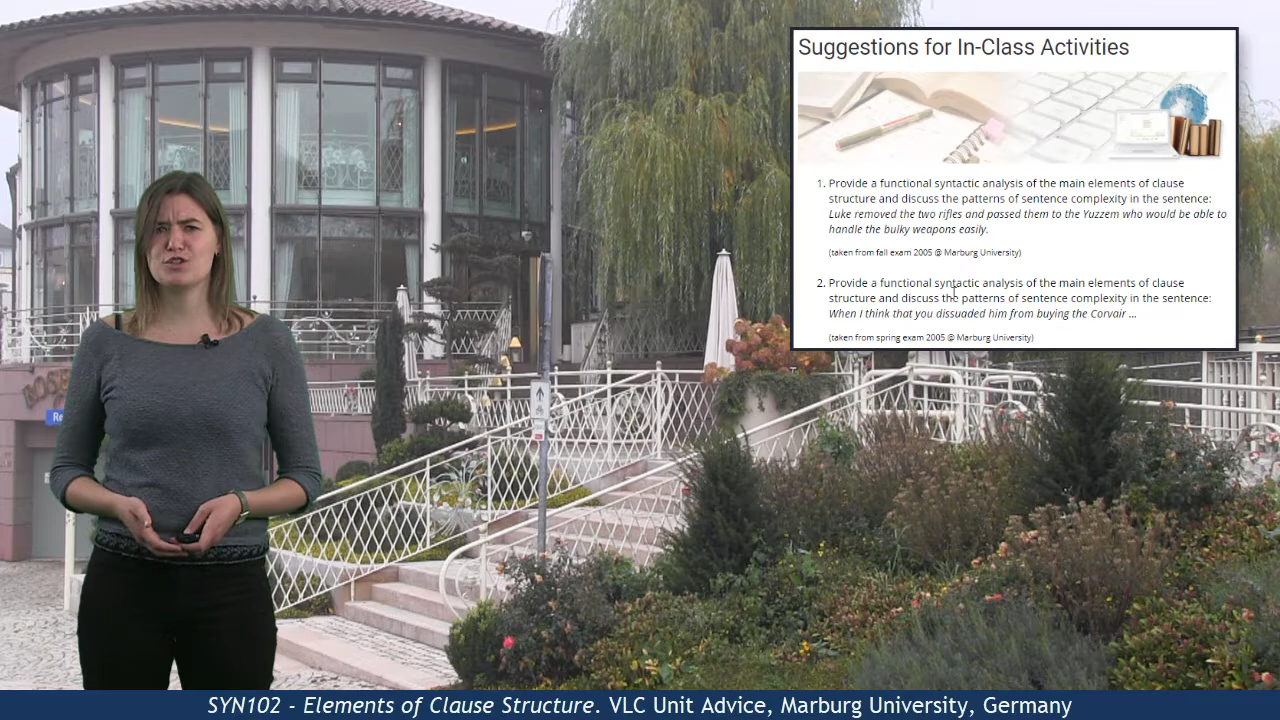 Suggestions for In-Class Activities
1. Provide a functional syntactic analysis of the main elements of clause
structure and discuss the patterns of sentence complexity in the sentence:
Luke removed the two rifles and passed them to the Yuzzem who would be able to
handle the bulky weapons easily.
(taken from fall exam 2005 @ Marburg University)
2. Provide a functional syntactic analysis of the main elements of clause
structure and discuss the patterns of sentence complexity in the sentence:
When I think that you dissuaded him from buying the Corvair ...
(taken from spring exam 2005 @ Marburg University)
SYN102 - Elements of Clause Structure. VLC Unit Advice, Marburg University, Germany